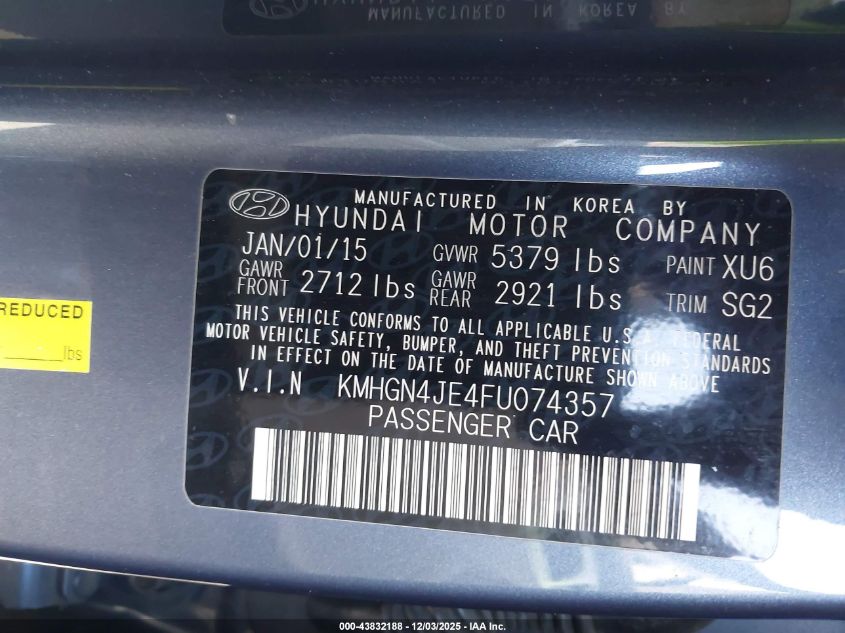 MANUFACTURED IN KOREA BY
HYUNDAI MOTOR COMPANY
JAN/01/15 GVWR 5379 lbs PAINT XU6
GAWR FRONT 2712 lbs GAWR REAR 2921 lbs TRIM SG2
THIS VEHICLE CONFORMS TO ALL APPLICABLE U.S.A. FEDERAL
MOTOR VEHICLE SAFETY, BUMPER, AND THEFT PREVENTION STANDARDS
IN EFFECT ON THE DATE OF MANUFACTURE SHOWN ABOVE
V.I.N KMHGN4JE4FU074357
PASSENGER CAR
REDUCED
lbs
MANUFACTURED IN KOREA
000-43832188 - 12/03/2025 - IAA Inc.